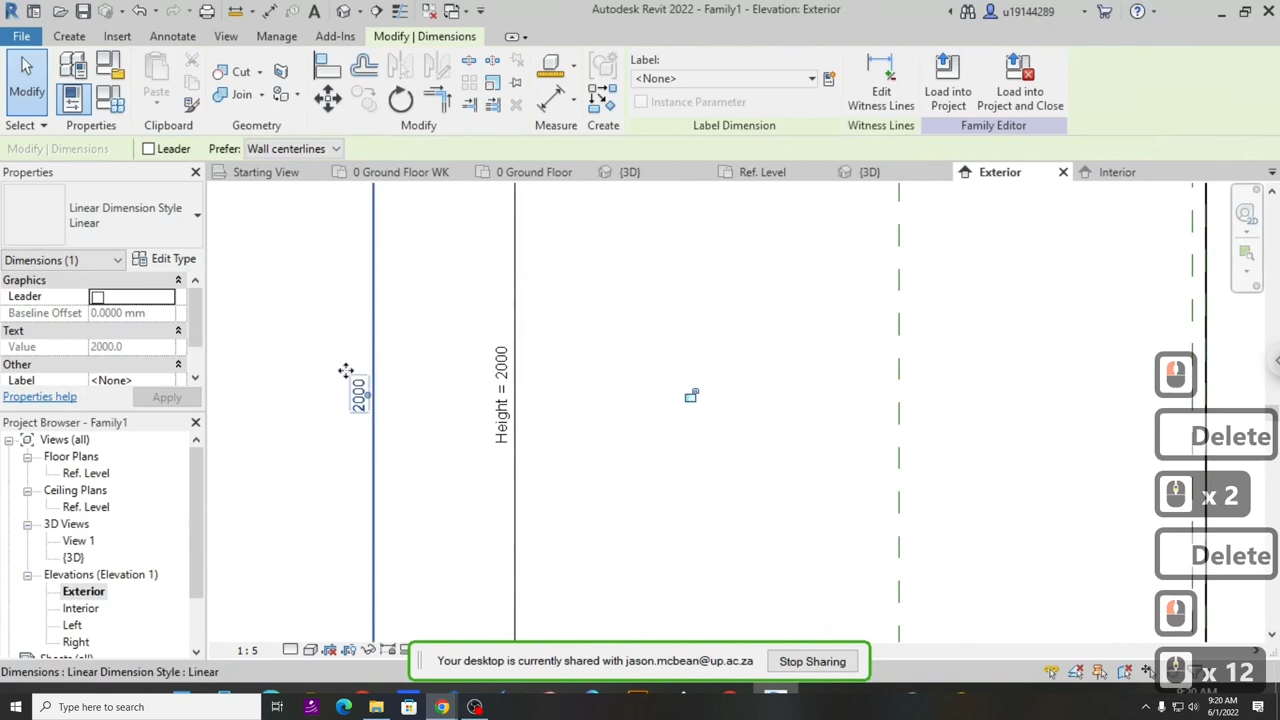 Autodesk Revit 2022 - Family1 - Elevation: Exterior
u19144289
File Create Insert Annotate View Manage Add-Ins Modify | Dimensions
Modify
Paste
Cut
Join
Label:
<None>
Instance Parameter
Edit
Witness Lines
Load into
Project
Load into
Project and Close
Select Properties Clipboard Geometry Modify Measure Create Label Dimension Witness Lines Family Editor
Modify | Dimensions Leader Prefer: Wall centerlines
Properties
Starting View 0 Ground Floor WK 0 Ground Floor {3D} Ref. Level {3D} Exterior Interior
Linear Dimension Style
Linear
Dimensions (1) Edit Type
Graphics
Leader
Baseline Offset 0.0000 mm
Text
Value 2000.0
Other
Label <None>
Properties help Apply
Project Browser - Family1
Views (all)
Floor Plans
Ref. Level
Ceiling Plans
Ref. Level
3D Views
View 1
{3D}
Elevations (Elevation 1)
Exterior
Interior
Left
Right
2000
Height = 2000
2D
Delete
x 2
Delete
x 12
1 : 5
Your desktop is currently shared with jason.mcbean@up.ac.za Stop Sharing
Dimensions : Linear Dimension Style : Linear
Type here to search
9:20 AM
6/1/2022